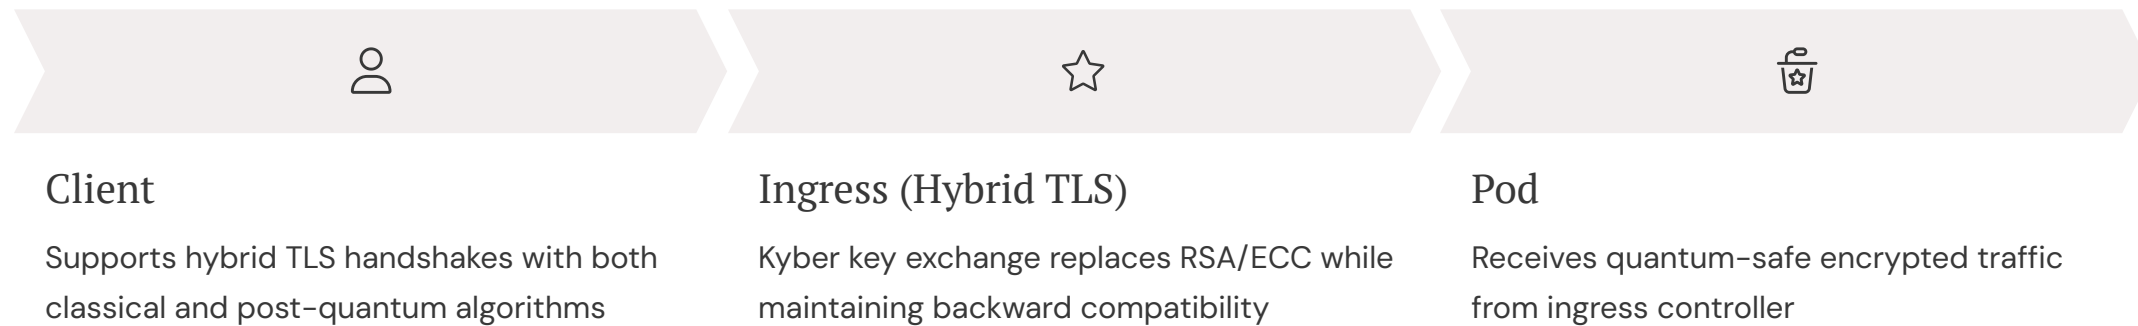 Client
Supports hybrid TLS handshakes with both
classical and post-quantum algorithms
Ingress (Hybrid TLS)
Kyber key exchange replaces RSA/ECC while
maintaining backward compatibility
Pod
Receives quantum-safe encrypted traffic
from ingress controller